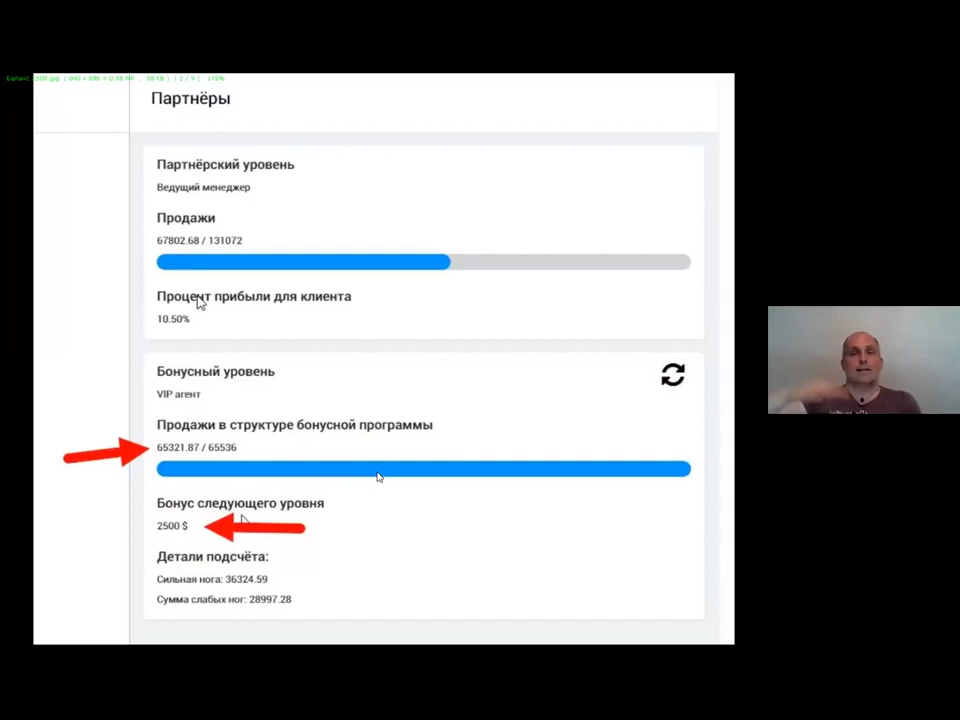 Партнёры
Партнёрский уровень
Ведущий менеджер
Продажи
67802.68 / 131072
Процент прибыли для клиента
10.50%
Бонусный уровень
VIP агент
Продажи в структуре бонусной программы
65321.87 / 65536
Бонус следующего уровня
2500 $
Детали подсчёта:
Сильная нога: 36324.59
Сумма слабых ног: 28997.28